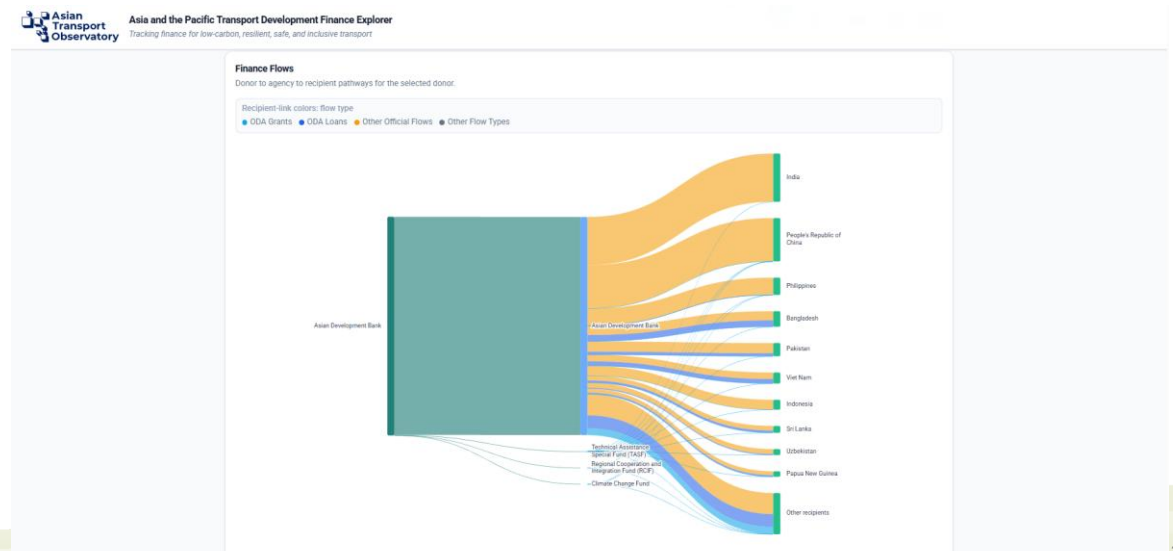 Asian
Transport
Observatory
Asia and the Pacific Transport Development Finance Explorer
Tracking finance for low-carbon, resilient, safe, and inclusive transport
Finance Flows
Donor to agency to recipient pathways for the selected donor.
Recipient-link colors: flow type
ODA Grants ODA Loans Other Official Flows Other Flow Types
India
People's Republic of
China
Philippines
Asian Development Bank
Asian Development Bank
Bangladesh
Pakistan
Viet Nam
Indonesia
Sri Lanka
Technical Assistance
Special Fund (TASF)
Uzbekistan
Regional Cooperation and
Integration Fund (RCIF)
Papua New Guinea
Climate Change Fund
Other recipients